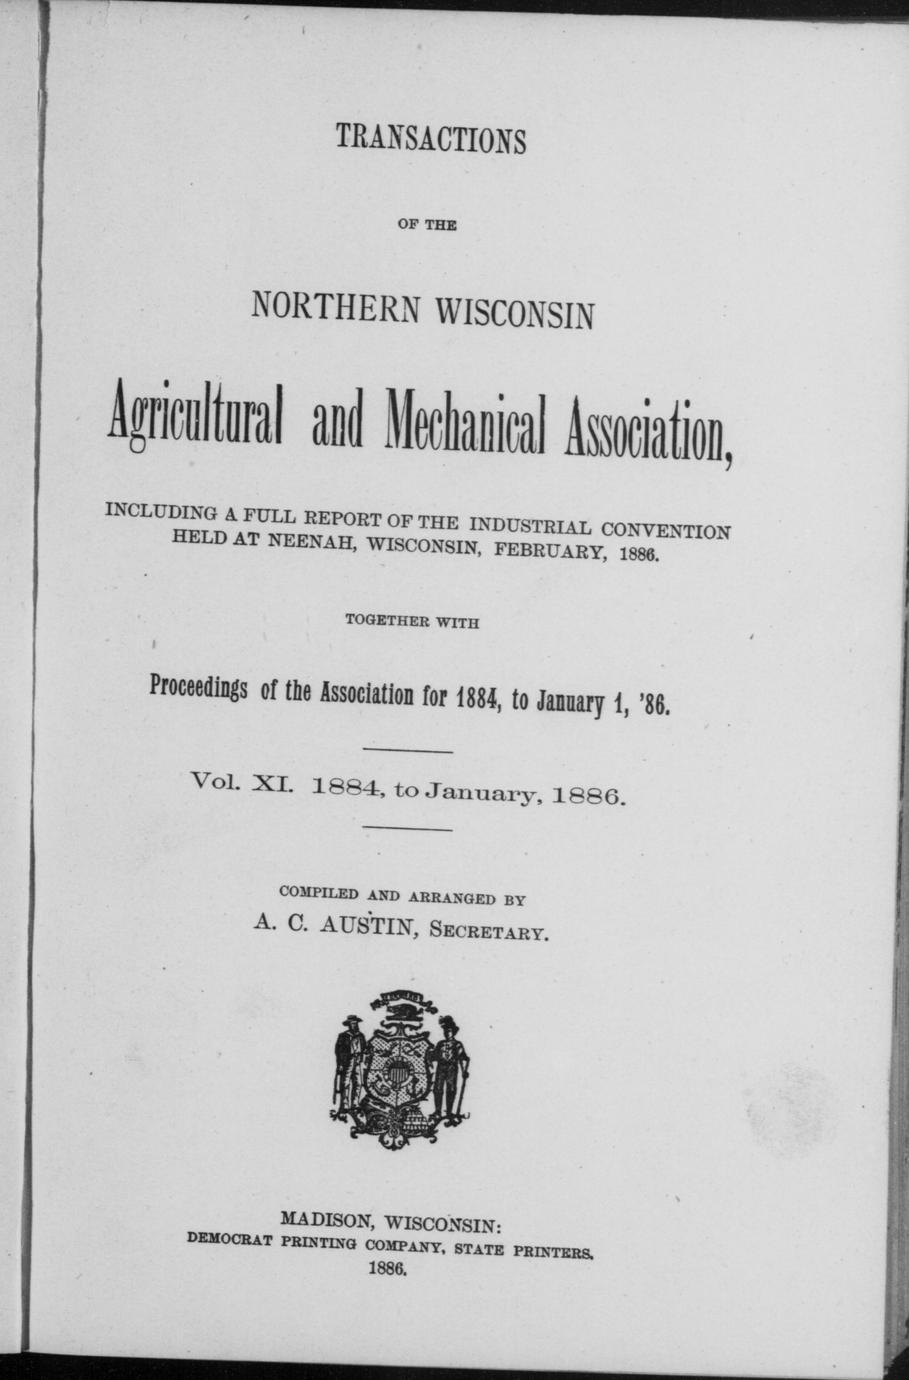 TRANSACTIONS
OF THE
NORTHERN WISCONSIN
Agricultural and Mechanical Association,
INCLUDING A FULL REPORT OF THE INDUSTRIAL CONVENTION
HELD AT NEENAH, WISCONSIN, FEBRUARY, 1886.
TOGETHER WITH
Proceedings of the Association for 1884, to January 1, '86.
Vol. XI. 1884, to January, 1886.
COMPILED AND ARRANGED BY
A. C. AUSTIN, SECRETARY.
MADISON, WISCONSIN:
DEMOCRAT PRINTING COMPANY, STATE PRINTERS.
1886.